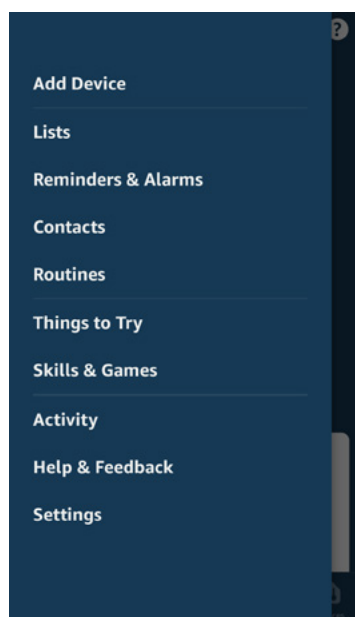 ?
Add Device
Lists
Reminders & Alarms
Contacts
Routines
Things to Try
Skills & Games
Activity
Help & Feedback
Settings